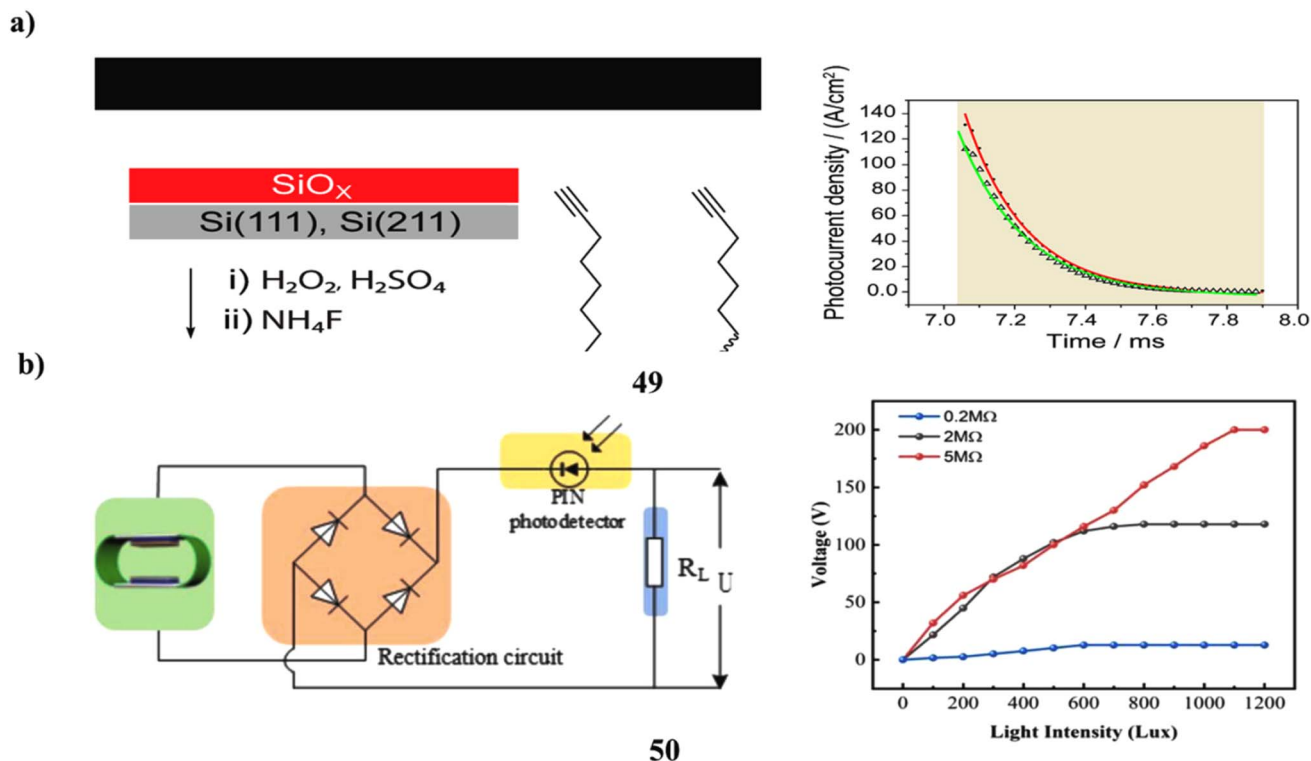 a)
SiOₓ
Si(111), Si(211)
i) H₂O₂, H₂SO₄
ii) NH₄F
Photocurrent density / (A/cm²)
140
120
100
80
60
40
20
0.0
7.0 7.2 7.4 7.6 7.8 8.0
Time / ms
49
b)
PIN
photodetector
R_L U
Rectification circuit
0.2MΩ
2MΩ
5MΩ
Voltage (V)
200
150
100
50
0
0 200 400 600 800 1000 1200
Light Intensity (Lux)
50